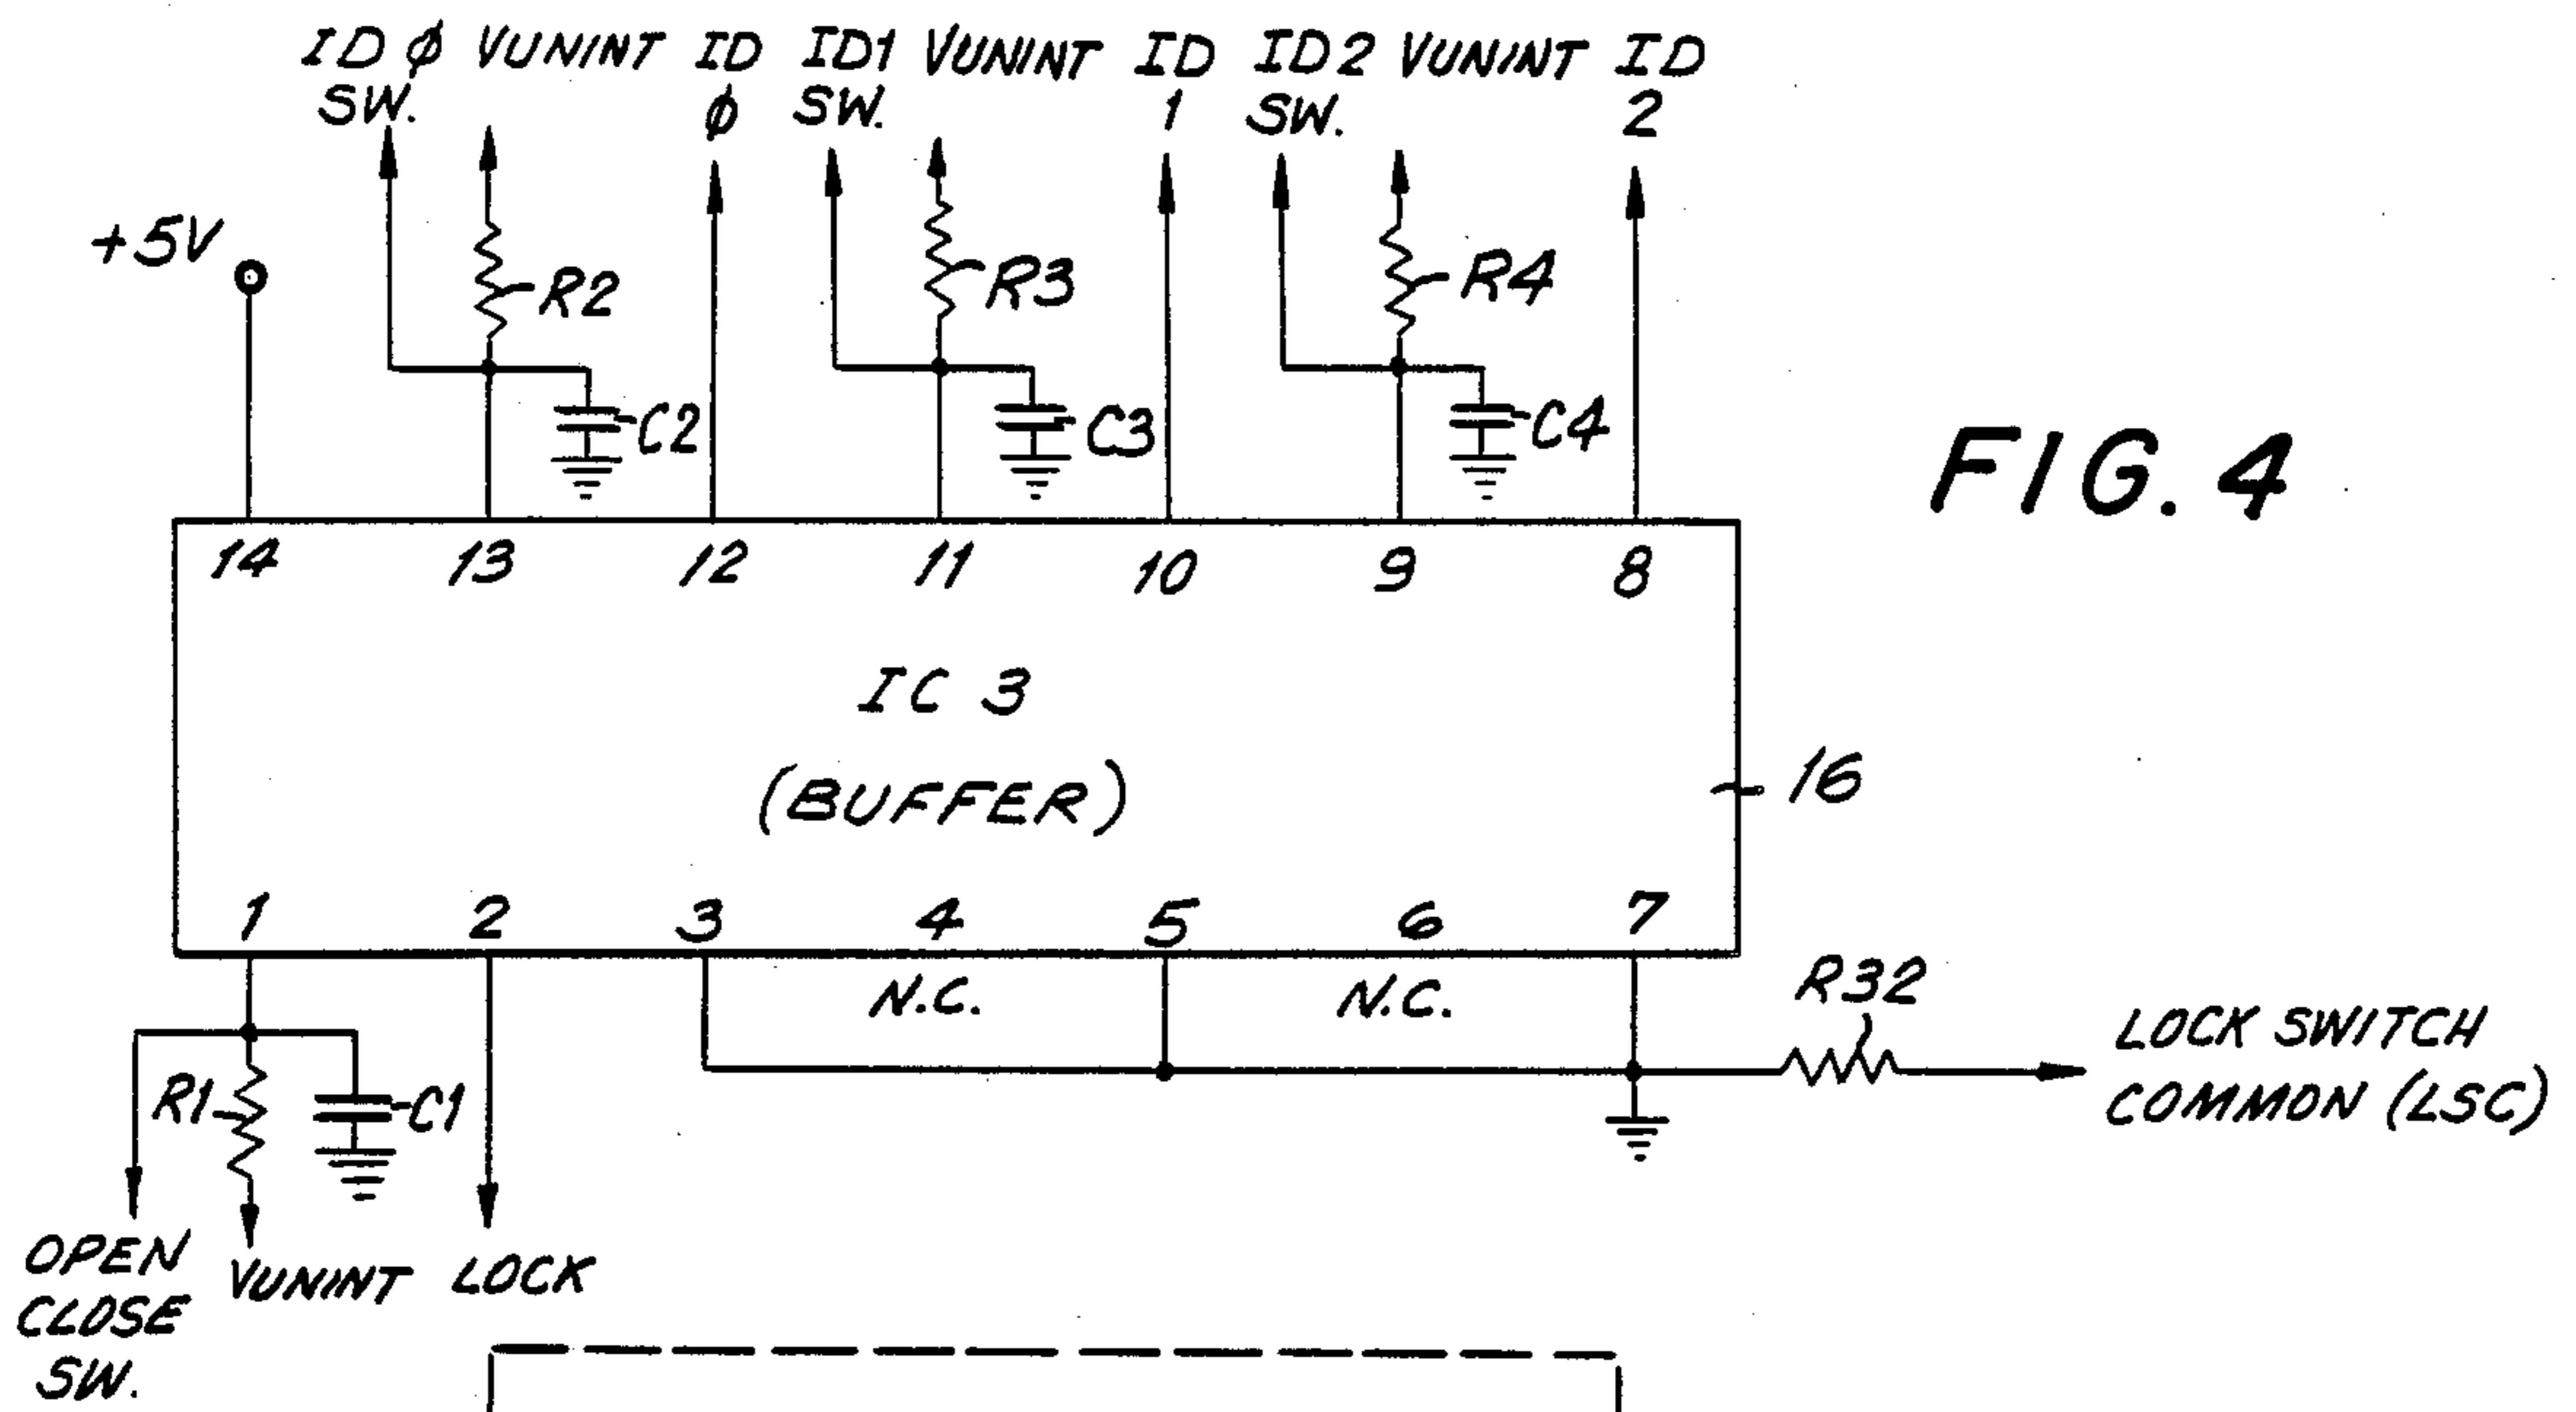 ID φ VUNINT ID ID1 VUNINT ID ID2 VUNINT ID
SW. φ SW. 1 SW. 2
+5V
R2 R3 R4
C2 C3 C4
FIG. 4
14 13 12 11 10 9 8
IC 3
(BUFFER)
16
1 2 3 4 5 6 7
N.C. N.C.
R32
LOCK SWITCH
COMMON (LSC)
R1 C1
OPEN
CLOSE
SW.
VUNINT LOCK